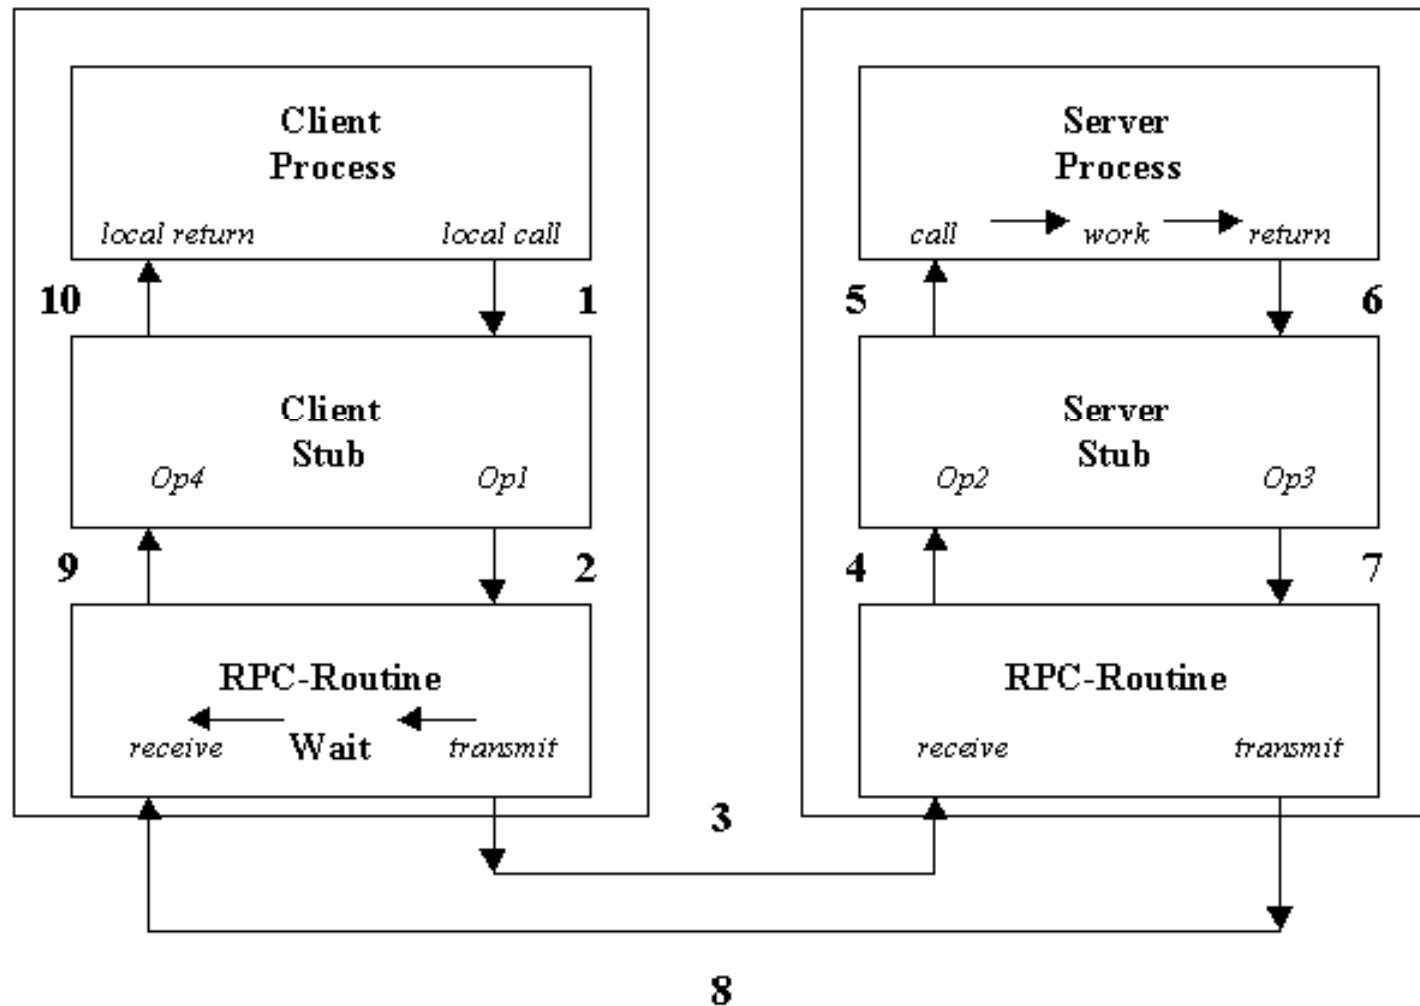 Client
Process
local return
local call
10
1
Client
Stub
Op4
Op1
9
2
RPC-Routine
receive
Wait
transmit
Server
Process
call
work
return
5
6
Server
Stub
Op2
Op3
4
7
RPC-Routine
receive
transmit
3
8